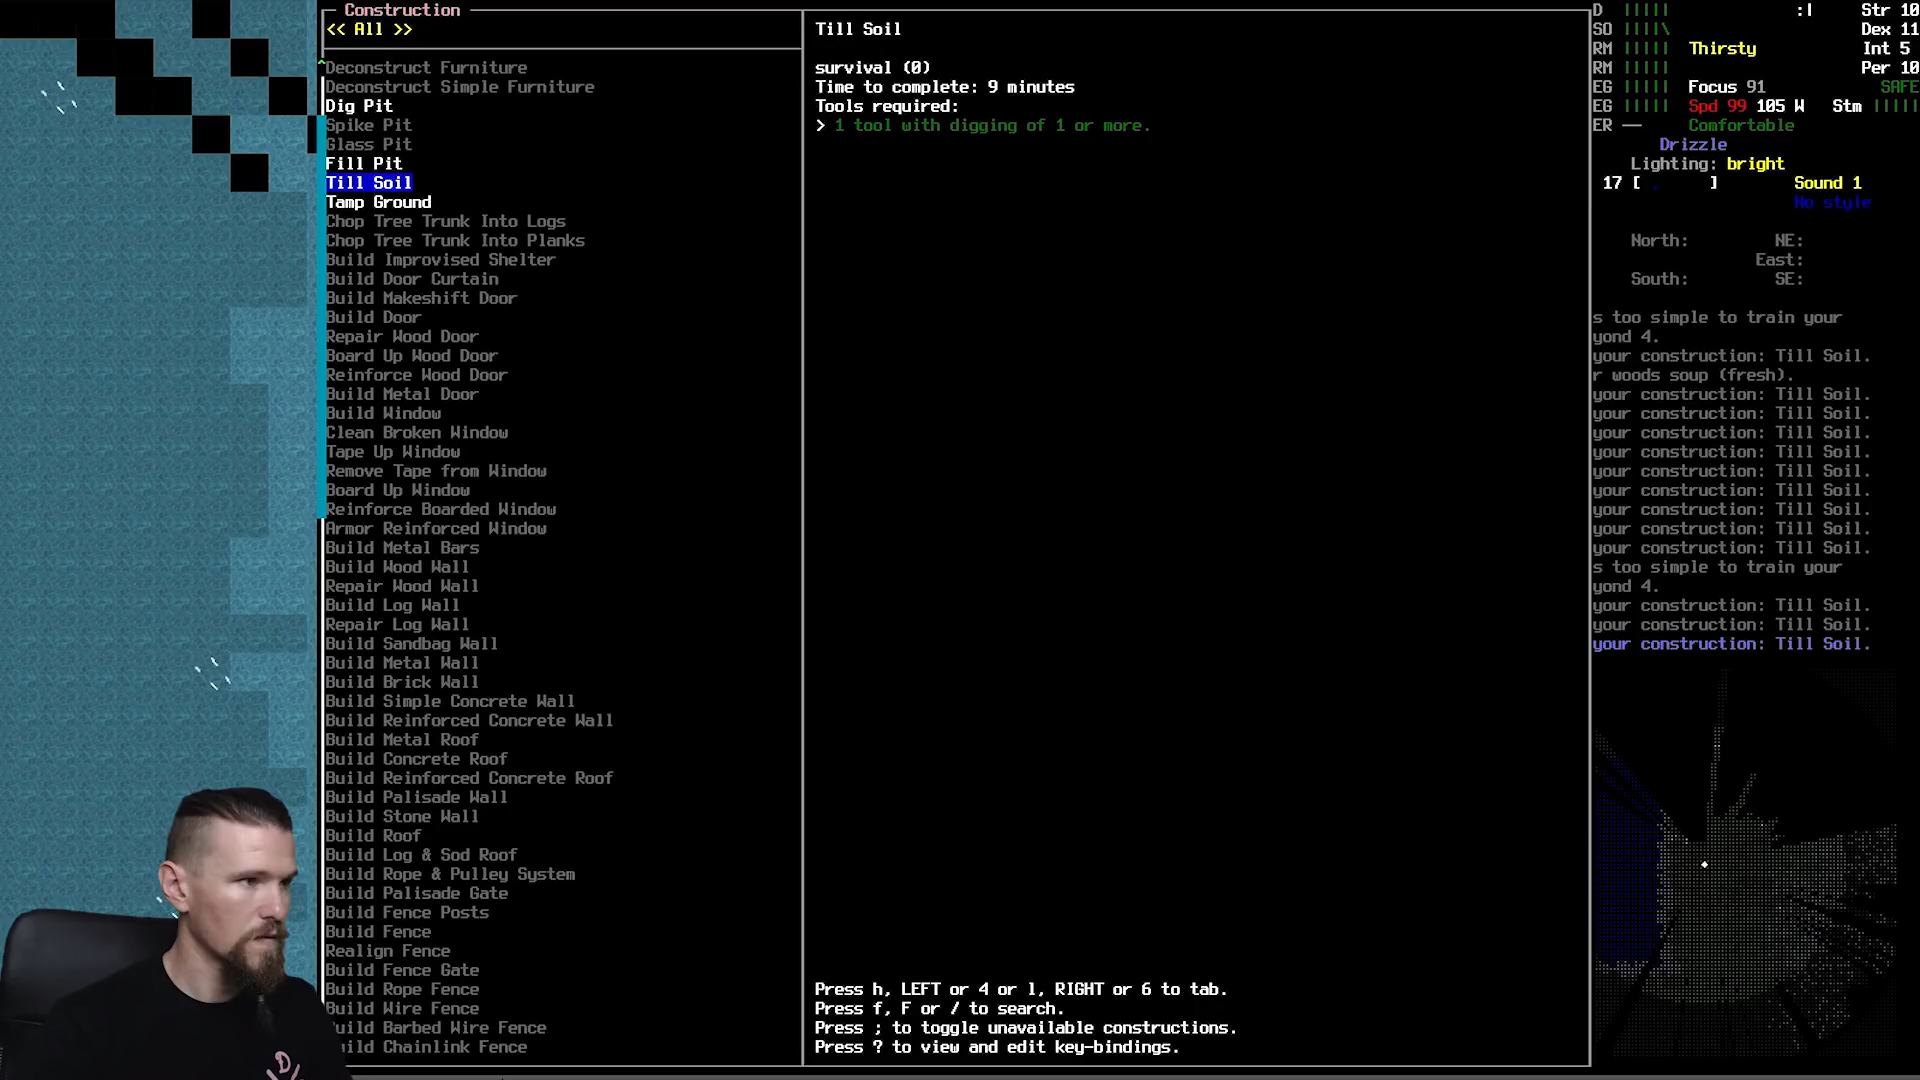 Construction
<< All >>
Deconstruct Furniture
Deconstruct Simple Furniture
Dig Pit
Spike Pit
Glass Pit
Fill Pit
Till Soil
Tamp Ground
Chop Tree Trunk Into Logs
Chop Tree Trunk Into Planks
Build Improvised Shelter
Build Door Curtain
Build Makeshift Door
Build Door
Repair Wood Door
Board Up Wood Door
Reinforce Wood Door
Build Metal Door
Build Window
Clean Broken Window
Tape Up Window
Remove Tape from Window
Board Up Window
Reinforce Boarded Window
Armor Reinforced Window
Build Metal Bars
Build Wood Wall
Repair Wood Wall
Build Log Wall
Repair Log Wall
Build Sandbag Wall
Build Metal Wall
Build Brick Wall
Build Simple Concrete Wall
Build Reinforced Concrete Wall
Build Metal Roof
Build Concrete Roof
Build Reinforced Concrete Roof
Build Palisade Wall
Build Stone Wall
Build Roof
Build Log & Sod Roof
Build Rope & Pulley System
Build Palisade Gate
Build Fence Posts
Build Fence
Realign Fence
Build Fence Gate
Build Rope Fence
Build Wire Fence
uild Barbed Wire Fence
ild Chainlink Fence
Till Soil
survival (0)
Time to complete: 9 minutes
Tools required:
> 1 tool with digging of 1 or more.
Press h, LEFT or 4 or l, RIGHT or 6 to tab.
Press f, F or / to search.
Press ; to toggle unavailable constructions.
Press ? to view and edit key-bindings.
D ||||| :| Str 10
SO ||||\ Dex 11
RM ||||| Thirsty Int 5
RM ||||| Per 10
EG ||||| Focus 91 SAFE
EG ||||| Spd 99 105 W Stm |||||
ER — Comfortable
Drizzle
Lighting: bright
17 [ . ] Sound 1
No style
North: NE:
East:
South: SE:
s too simple to train your
yond 4.
your construction: Till Soil.
r woods soup (fresh).
your construction: Till Soil.
your construction: Till Soil.
your construction: Till Soil.
your construction: Till Soil.
your construction: Till Soil.
your construction: Till Soil.
your construction: Till Soil.
your construction: Till Soil.
your construction: Till Soil.
s too simple to train your
yond 4.
your construction: Till Soil.
your construction: Till Soil.
your construction: Till Soil.